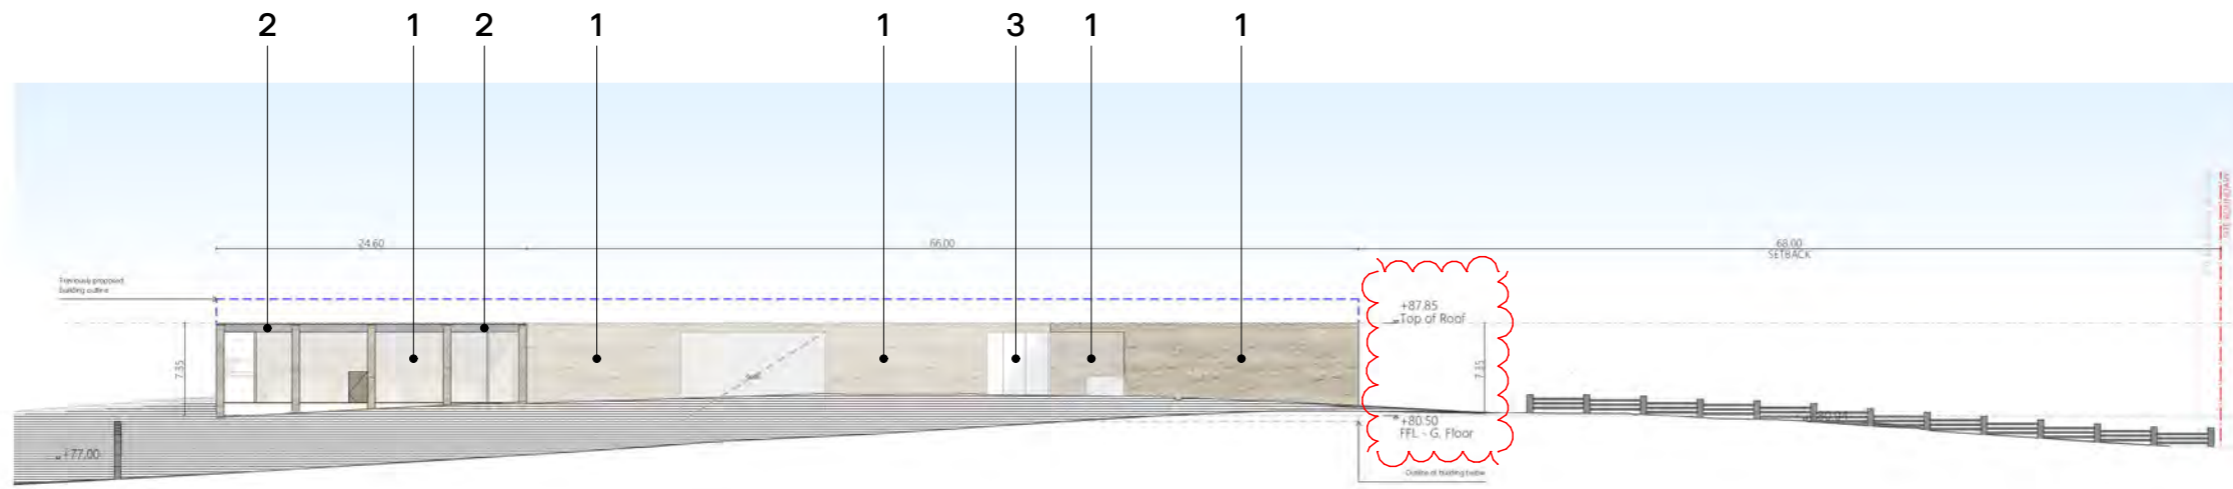 2 1 2 1 1 3 1 1
24.60 66.00 68.00
SETBACK
Previously proposed
building outline
+87.85
Top of Roof
7.35
7.35
+80.50
FFL - G. Floor
+77.00
Outline of building below
SITE BOUNDARY